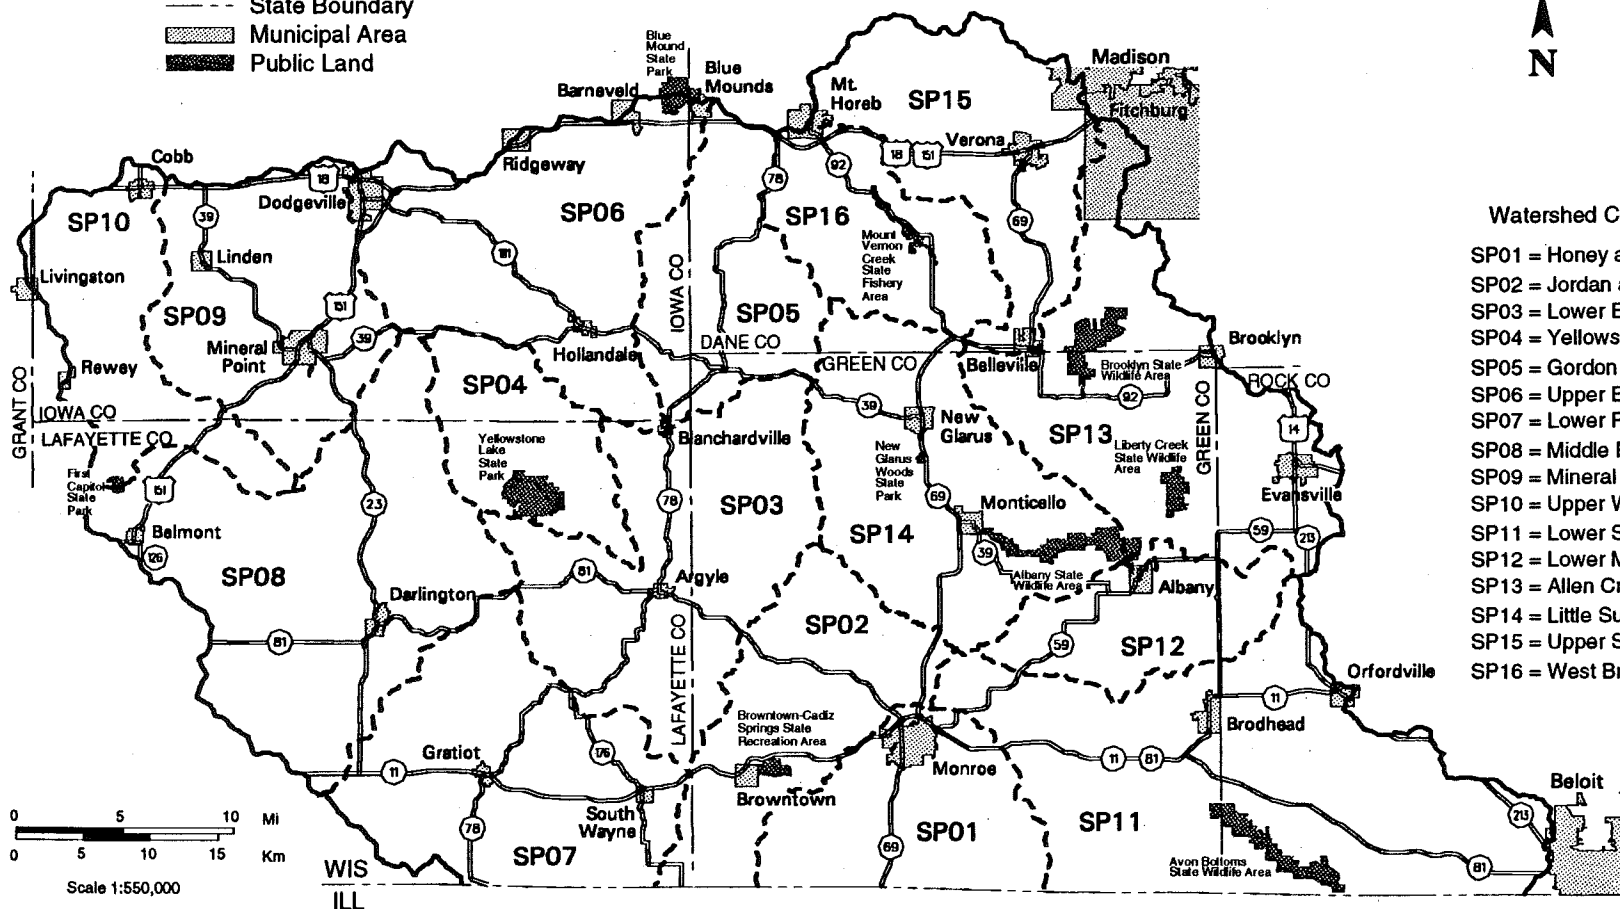 State Boundary
Municipal Area
Public Land
N
Blue
Mound
State
Park
Blue
Mounds
Barneveld
Mt.
Horeb
SP15
Madison
Fitchburg
Verona
18
151
Ridgeway
Cobb
18
Dodgeville
92
78
SP10
39
SP06
SP16
69
Linden
181
Mount
Vernon
Creek
State
Fishery
Area
Livingston
IOWA CO
151
SP09
SP05
Mineral
Point
39
Hollandale
DANE CO
GREEN CO
Belleville
Brooklyn
Brooklyn State
Wildlife Area
ROCK CO
Rewey
SP04
92
GRANT CO
IOWA CO
LAFAYETTE CO
39
New
Glarus
GREEN CO
14
Blanchardville
SP13
Yellowstone
Lake
State
Park
New
Glarus
Woods
State
Park
Liberty Creek
State Wildlife
Area
First
Capitol
State
Park
151
Evansville
23
78
SP03
69
Monticello
Belmont
126
SP14
39
59
213
SP08
81
Argyle
Albany State
Wildlife Area
Albany
Darlington
SP02
81
LAFAYETTE CO
59
SP12
Orfordville
11
Brodhead
Browntown-Cadiz
Springs State
Recreation Area
Gratiot
176
11
Monroe
11
81
Browntown
Beloit
South
Wayne
78
SP01
SP11
69
213
SP07
Avon Bottoms
State Wildlife Area
81
0 5 10 Mi
0 5 10 15 Km
Scale 1:550,000
WIS
ILL
Watershed C
SP01 = Honey a
SP02 = Jordan a
SP03 = Lower E
SP04 = Yellows
SP05 = Gordon
SP06 = Upper E
SP07 = Lower P
SP08 = Middle
SP09 = Mineral
SP10 = Upper W
SP11 = Lower S
SP12 = Lower M
SP13 = Allen Cr
SP14 = Little Su
SP15 = Upper S
SP16 = West Br